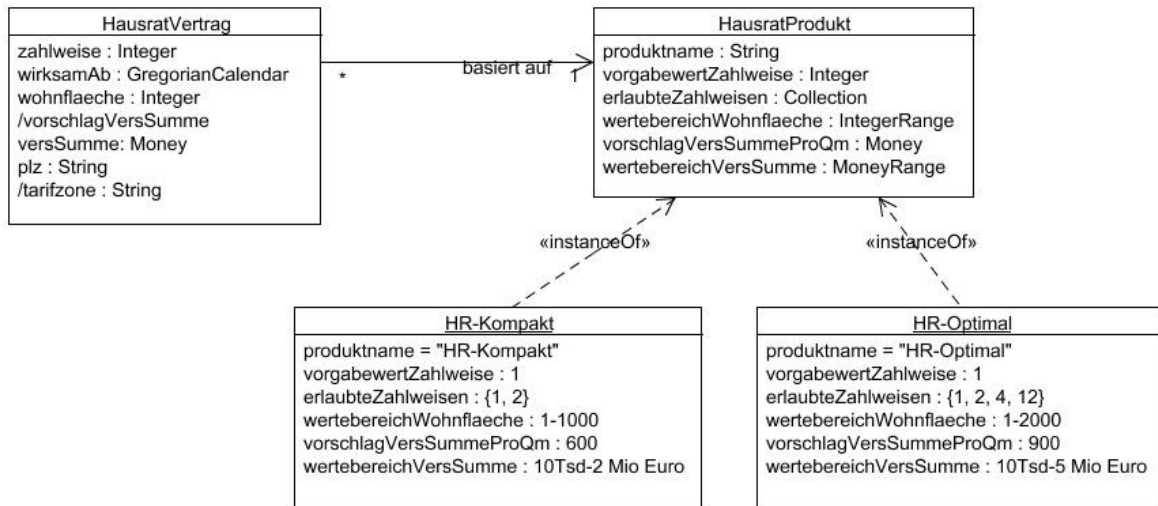 HausratVertrag
zahlweise : Integer
wirksamAb : GregorianCalendar
wohnflaeche : Integer
/vorschlagVersSumme
versSumme: Money
plz : String
/tarifzone : String
*
basiert auf
1
HausratProdukt
produktname : String
vorgabewertZahlweise : Integer
erlaubteZahlweisen : Collection
wertebereichWohnflaeche : IntegerRange
vorschlagVersSummeProQm : Money
wertebereichVersSumme : MoneyRange
«instanceOf»
«instanceOf»
HR-Kompakt
produktname = "HR-Kompakt"
vorgabewertZahlweise : 1
erlaubteZahlweisen : {1, 2}
wertebereichWohnflaeche : 1-1000
vorschlagVersSummeProQm : 600
wertebereichVersSumme : 10Tsd-2 Mio Euro
HR-Optimal
produktname = "HR-Optimal"
vorgabewertZahlweise : 1
erlaubteZahlweisen : {1, 2, 4, 12}
wertebereichWohnflaeche : 1-2000
vorschlagVersSummeProQm : 900
wertebereichVersSumme : 10Tsd-5 Mio Euro